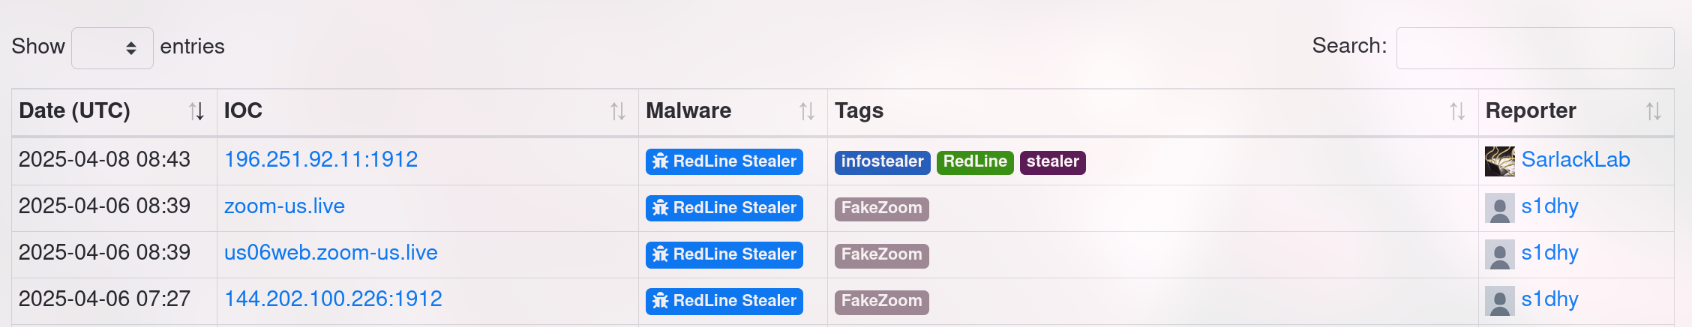 Show entries Search:
Date (UTC) IOC Malware Tags Reporter
2025-04-08 08:43 196.251.92.11:1912 RedLine Stealer infostealer RedLine stealer SarlackLab
2025-04-06 08:39 zoom-us.live RedLine Stealer FakeZoom s1dhy
2025-04-06 08:39 us06web.zoom-us.live RedLine Stealer FakeZoom s1dhy
2025-04-06 07:27 144.202.100.226:1912 RedLine Stealer FakeZoom s1dhy